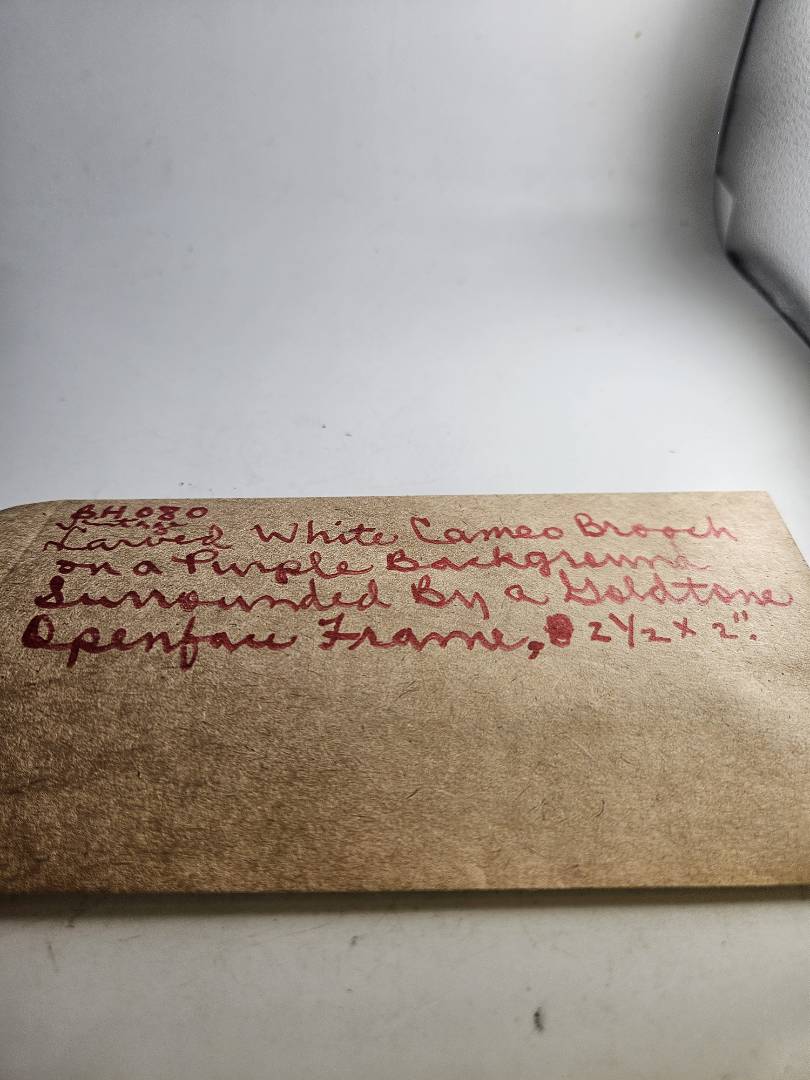 BH080
Carved White Cameo Brooch
on a Purple Background
Surrounded By a Goldtone
Openface Frame, 2 1/2 x 2".